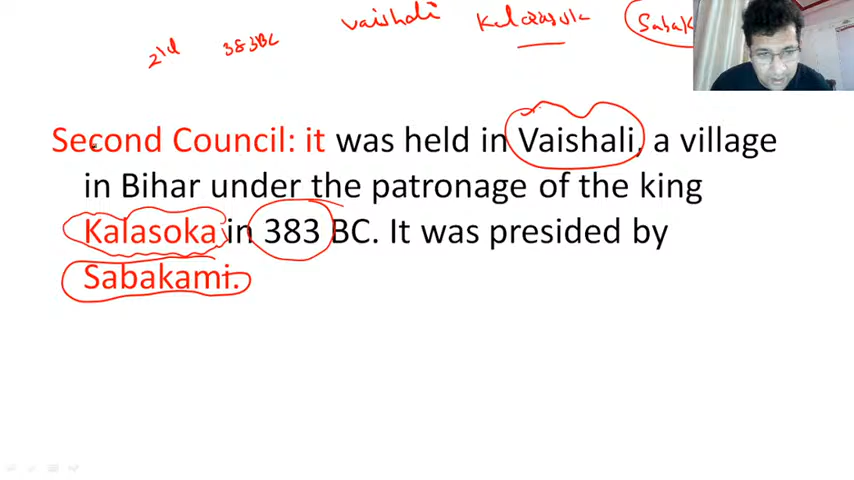 2nd 383BC Vaishali Kalasoka Sabak
Second Council: it was held in Vaishali, a village
in Bihar under the patronage of the king
Kalasoka in 383 BC. It was presided by
Sabakami.